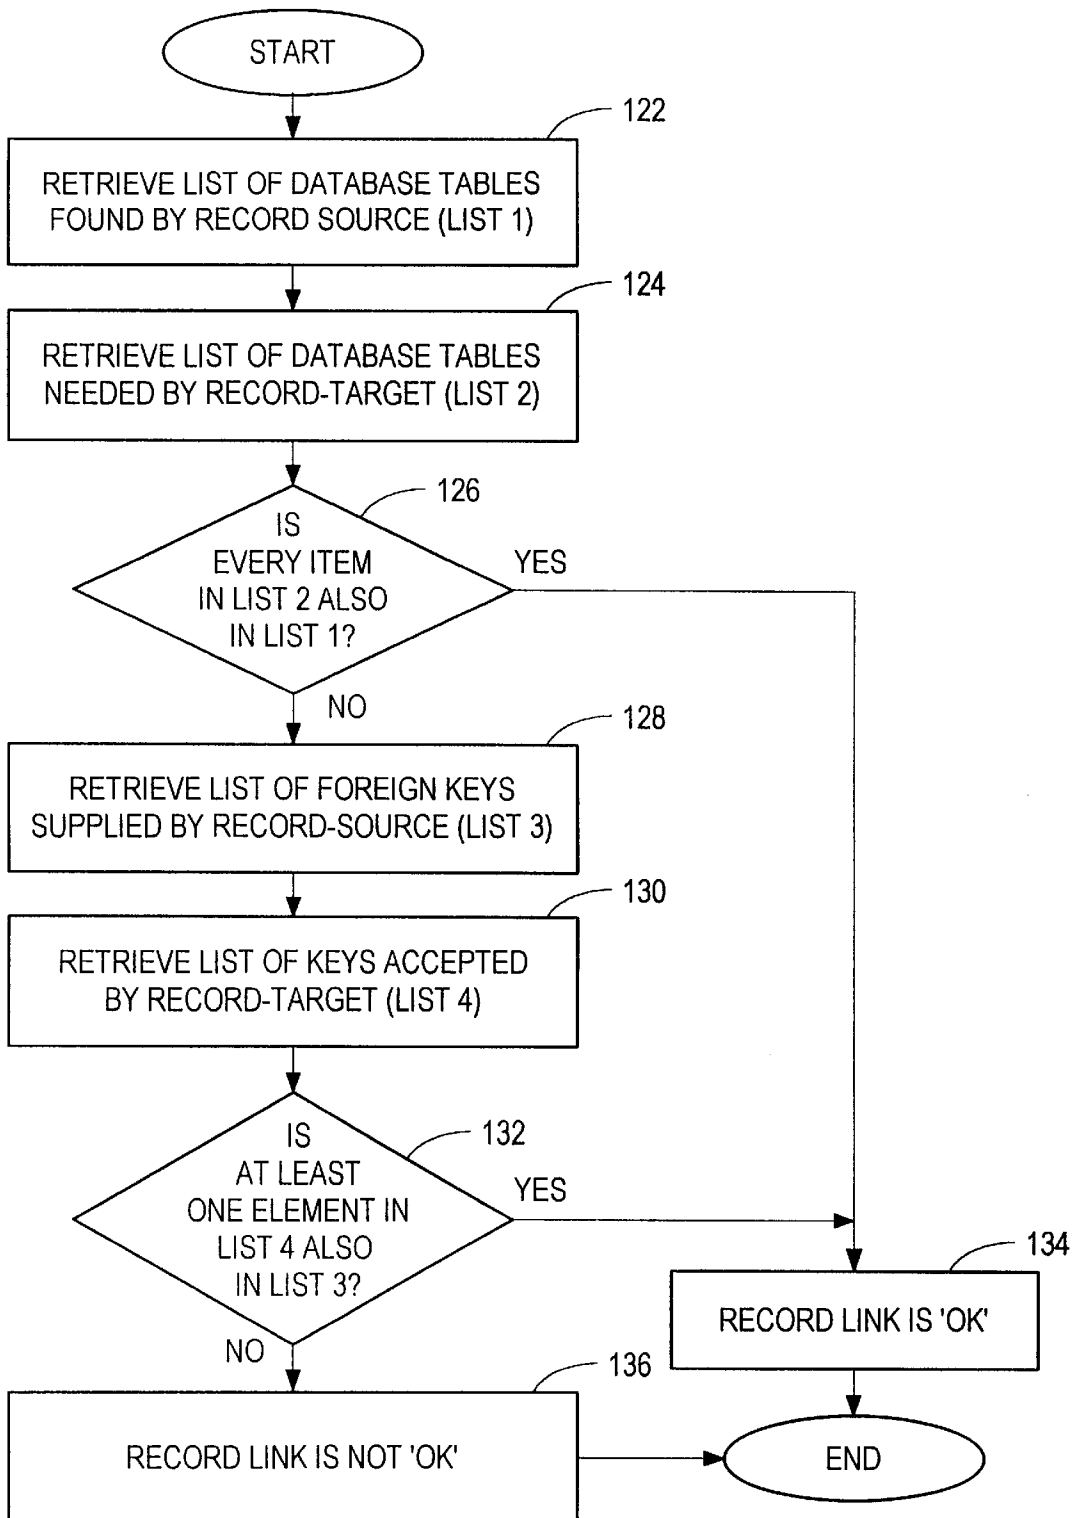 START
122
RETRIEVE LIST OF DATABASE TABLES
FOUND BY RECORD SOURCE (LIST 1)
124
RETRIEVE LIST OF DATABASE TABLES
NEEDED BY RECORD-TARGET (LIST 2)
126
IS
EVERY ITEM
IN LIST 2 ALSO
IN LIST 1?
YES
NO
128
RETRIEVE LIST OF FOREIGN KEYS
SUPPLIED BY RECORD-SOURCE (LIST 3)
130
RETRIEVE LIST OF KEYS ACCEPTED
BY RECORD-TARGET (LIST 4)
132
IS
AT LEAST
ONE ELEMENT IN
LIST 4 ALSO
IN LIST 3?
YES
NO
134
RECORD LINK IS 'OK'
136
RECORD LINK IS NOT 'OK'
END